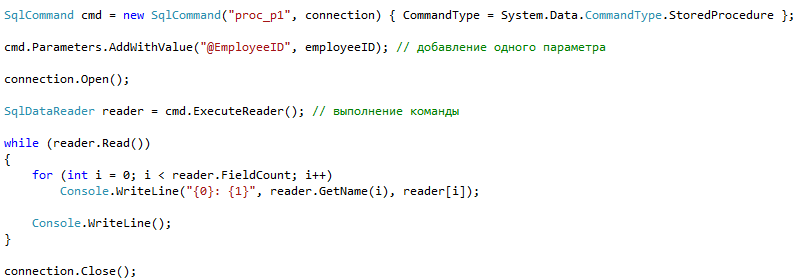 SqlCommand cmd = new SqlCommand("proc_p1", connection) { CommandType = System.Data.CommandType.StoredProcedure };
cmd.Parameters.AddWithValue("@EmployeeID", employeeID); // добавление одного параметра
connection.Open();
SqlDataReader reader = cmd.ExecuteReader(); // выполнение команды
while (reader.Read())
{
    for (int i = 0; i < reader.FieldCount; i++)
        Console.WriteLine("{0}: {1}", reader.GetName(i), reader[i]);
    Console.WriteLine();
}
connection.Close();